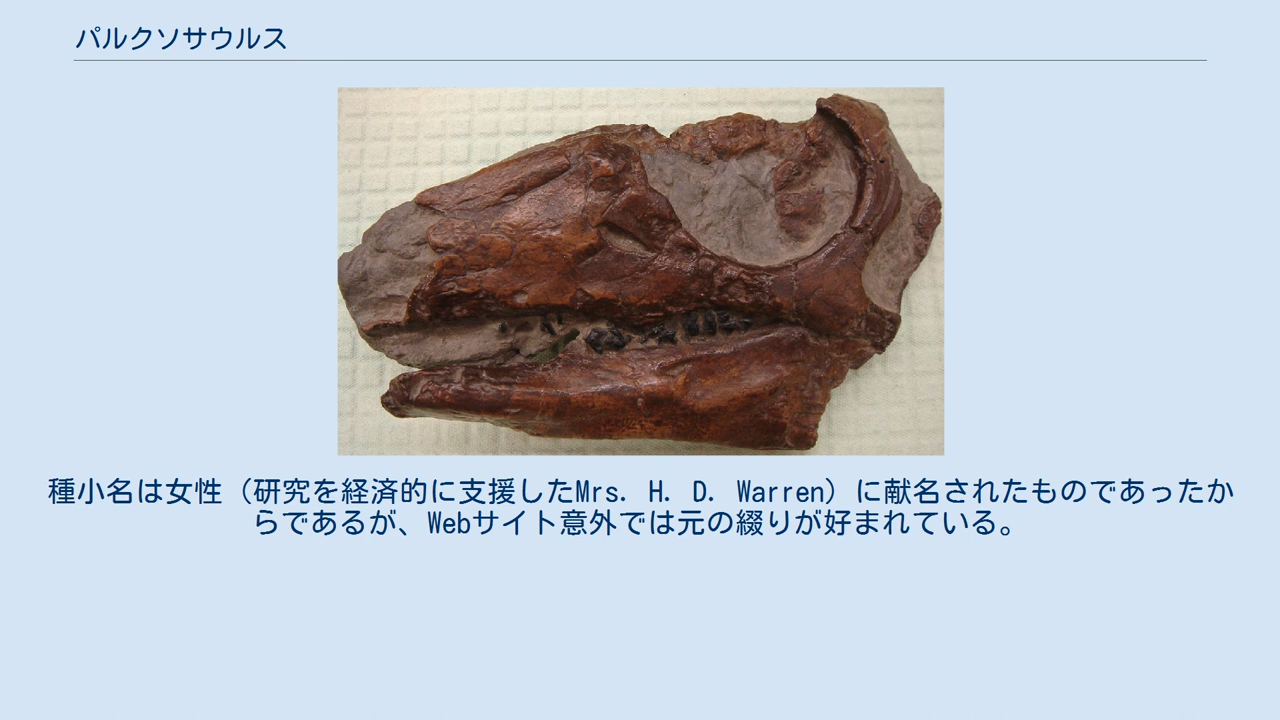 パルクソサウルス
種小名は女性（研究を経済的に支援したMrs. H. D. Warren）に献名されたものであったか
らであるが、Webサイト意外では元の綴りが好まれている。